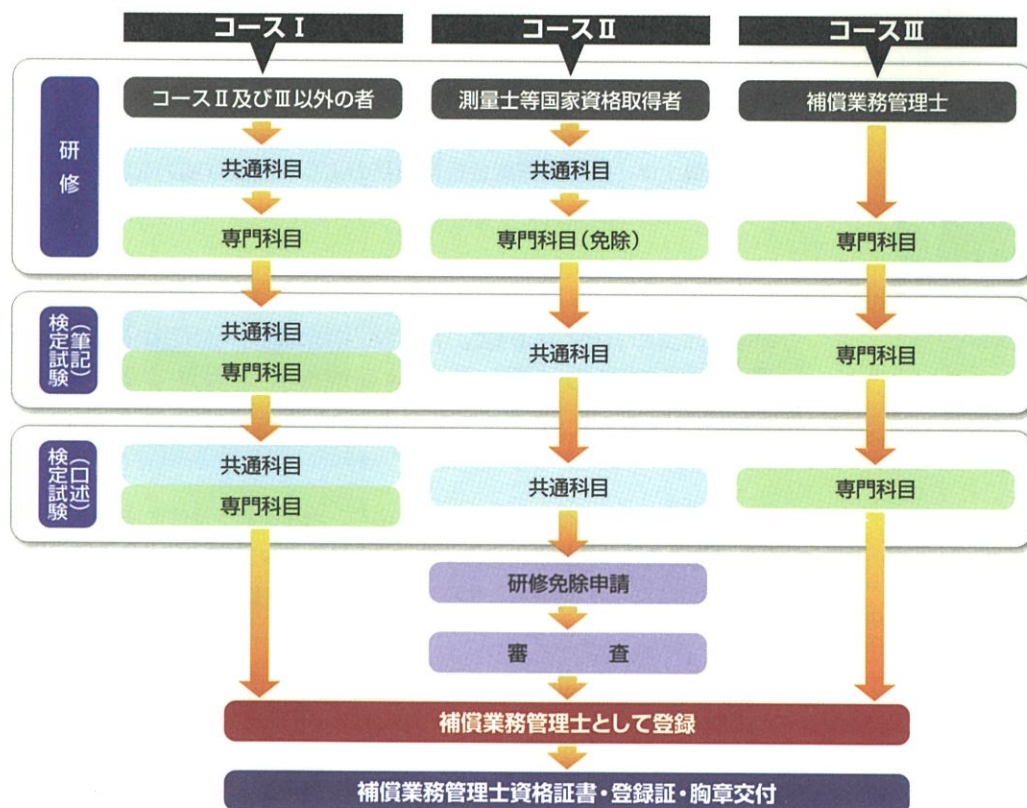 コースⅠ
コースⅡ
コースⅢ
研修
コースⅡ及びⅢ以外の者
測量士等国家資格取得者
補償業務管理士
共通科目
共通科目
専門科目
専門科目(免除)
専門科目
検定試験
(筆記)
共通科目
専門科目
共通科目
専門科目
検定試験
(口述)
共通科目
専門科目
共通科目
専門科目
研修免除申請
審査
補償業務管理士として登録
補償業務管理士資格証書・登録証・胸章交付